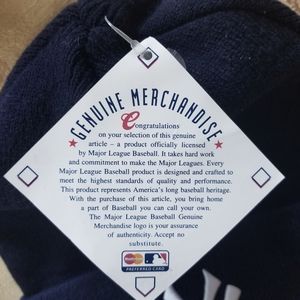 GENUINE MERCHANDISE
Congratulations
on your selection of this genuine
article – a product officially licensed
by Major League Baseball. It takes hard work
and commitment to make the Major Leagues. Every
Major League Baseball product is designed and crafted to
meet the highest standards of quality and performance.
This product represents America's long baseball heritage.
With the purchase of this article, you bring home
a part of Baseball you can call your own.
The Major League Baseball Genuine
Merchandise logo is your assurance
of authenticity. Accept no
substitute.
MasterCard
PREFERRED CARD